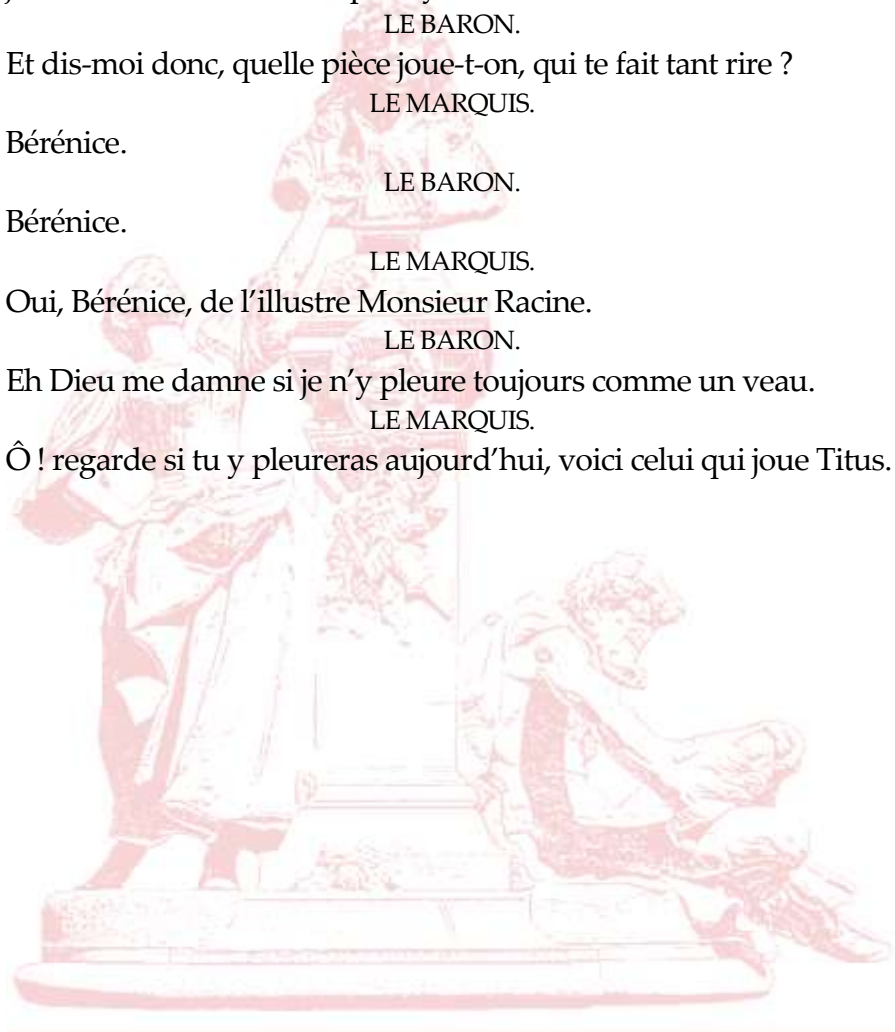 LE BARON.
Et dis-moi donc, quelle pièce joue-t-on, qui te fait tant rire ?
LE MARQUIS.
Bérénice.
LE BARON.
Bérénice.
LE MARQUIS.
Oui, Bérénice, de l’illustre Monsieur Racine.
LE BARON.
Eh Dieu me damne si je n’y pleure toujours comme un veau.
LE MARQUIS.
Ô ! regarde si tu y pleureras aujourd’hui, voici celui qui joue Titus.